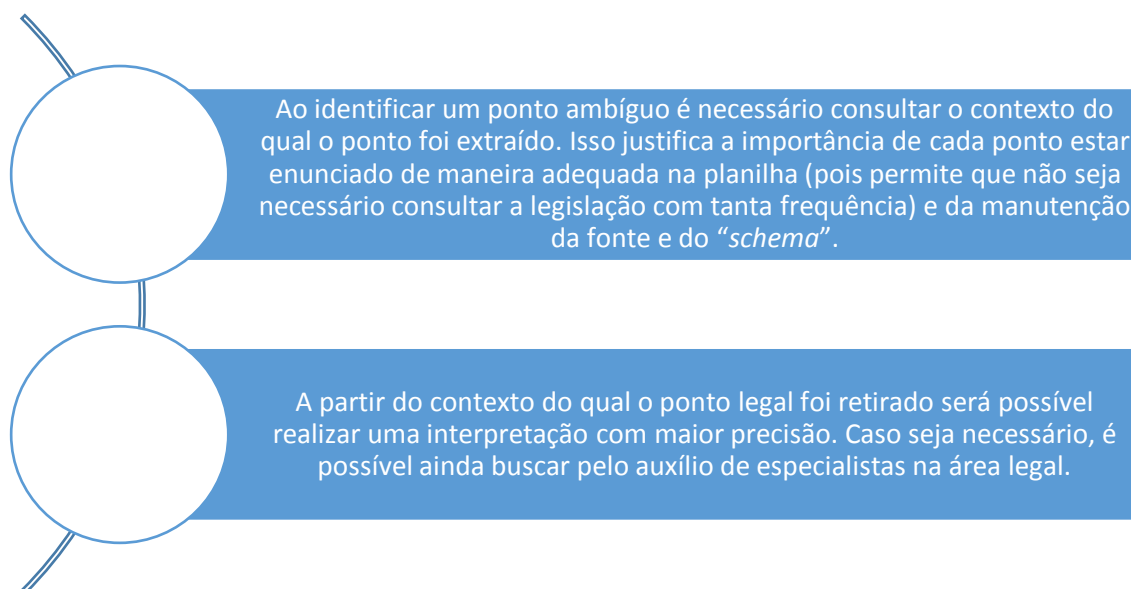 Ao identificar um ponto ambíguo é necessário consultar o contexto do
qual o ponto foi extraído. Isso justifica a importância de cada ponto estar
enunciado de maneira adequada na planilha (pois permite que não seja
necessário consultar a legislação com tanta frequência) e da manutenção
da fonte e do “schema”.
A partir do contexto do qual o ponto legal foi retirado será possível
realizar uma interpretação com maior precisão. Caso seja necessário, é
possível ainda buscar pelo auxílio de especialistas na área legal.